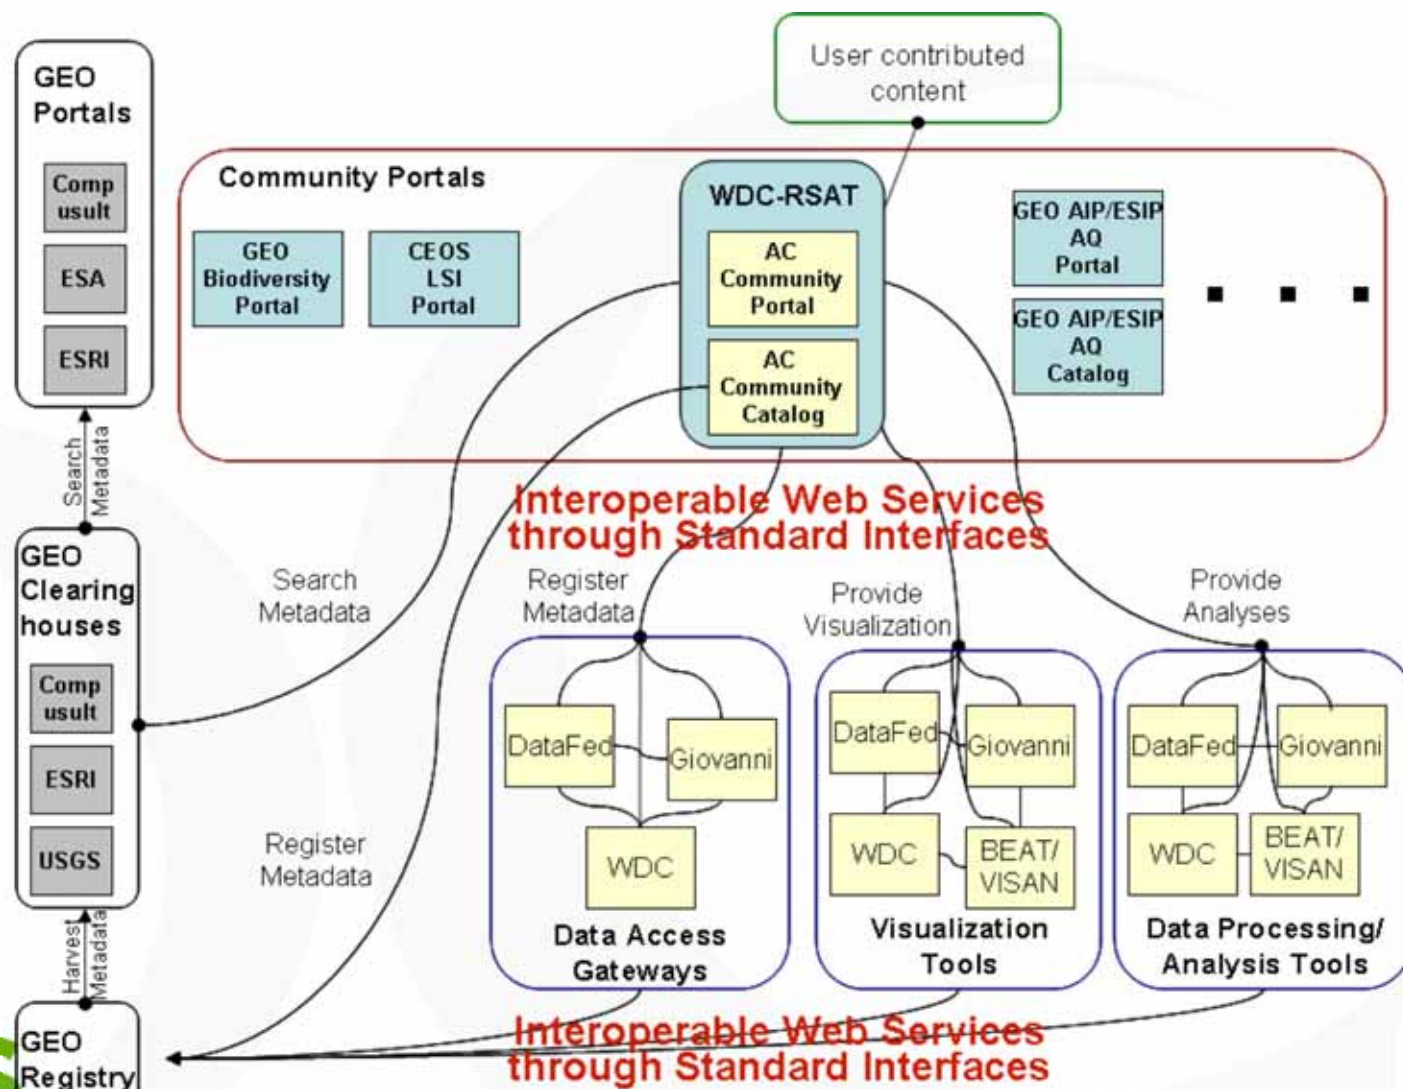 GEO
Portals
Comp
usult
ESA
ESRI
User contributed
content
Community Portals
GEO
Biodiversity
Portal
CEOS
LSI
Portal
WDC-RSAT
AC
Community
Portal
AC
Community
Catalog
GEO AIP/ESIP
AQ
Portal
GEO AIP/ESIP
AQ
Catalog
Search
Metadata
Interoperable Web Services
through Standard Interfaces
GEO
Clearing
houses
Comp
usult
ESRI
USGS
Search
Metadata
Register
Metadata
Register
Metadata
Provide
Visualization
Provide
Analyses
DataFed
Giovanni
WDC
Data Access
Gateways
DataFed
Giovanni
WDC
BEAT/
VISAN
Visualization
Tools
DataFed
Giovanni
WDC
BEAT/
VISAN
Data Processing/
Analysis Tools
Harvest
Metadata
GEO
Registry
Interoperable Web Services
through Standard Interfaces